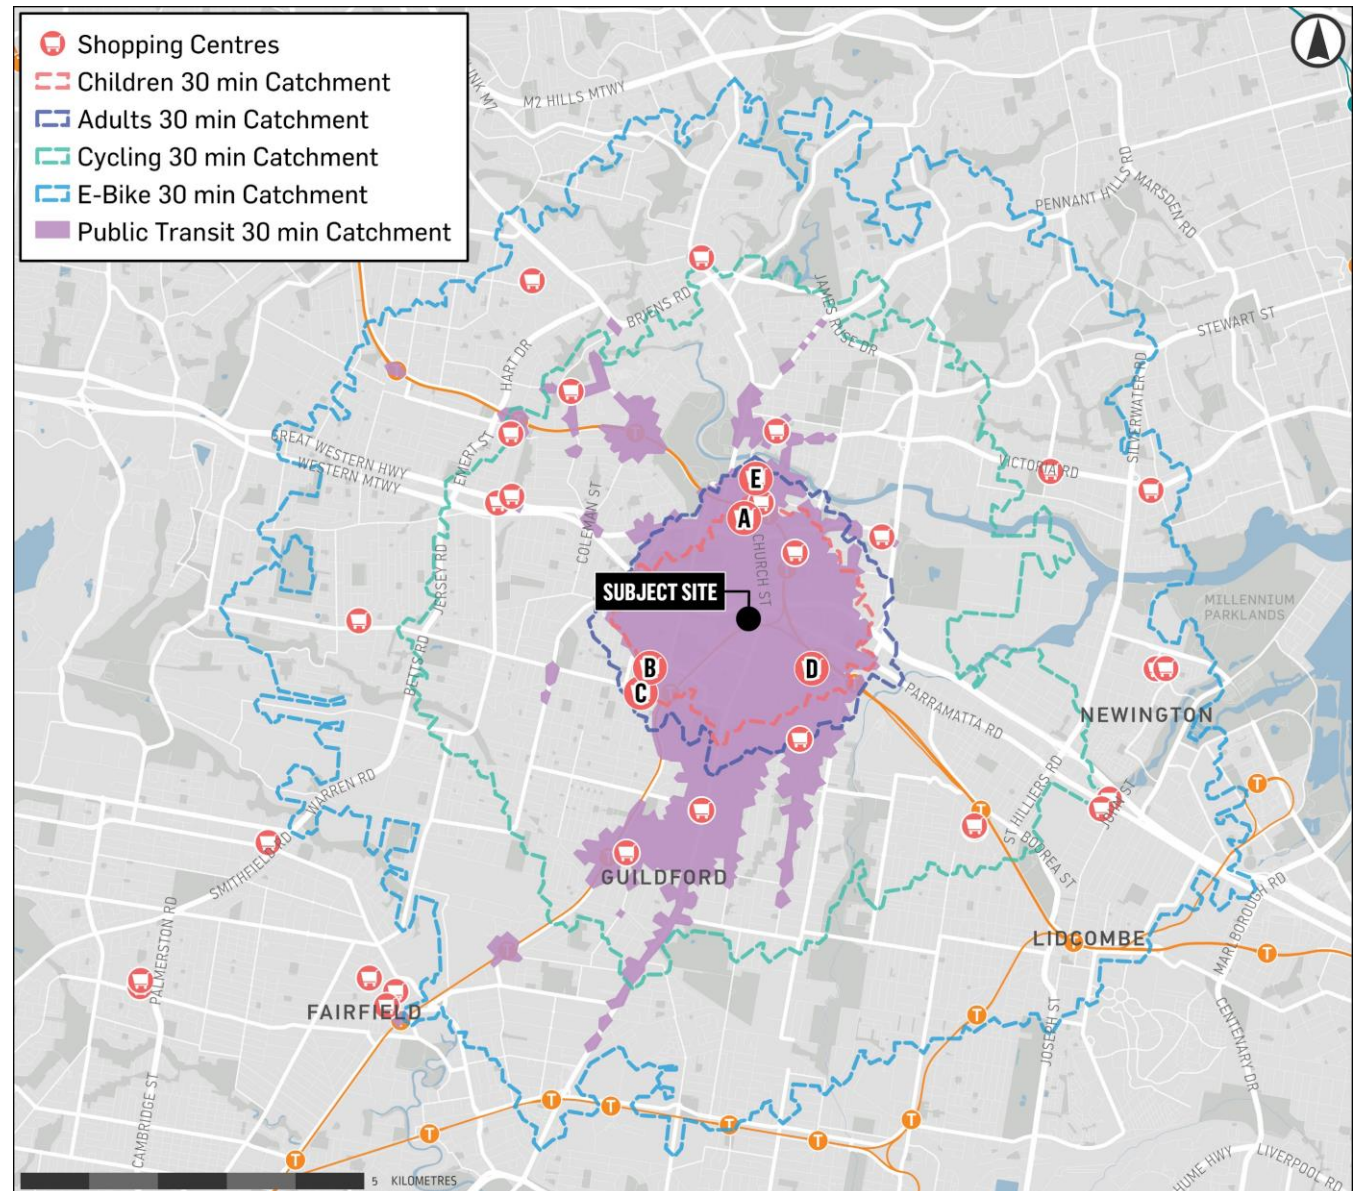 Shopping Centres
Children 30 min Catchment
Adults 30 min Catchment
Cycling 30 min Catchment
E-Bike 30 min Catchment
Public Transit 30 min Catchment
M7
M2 HILLS MTWY
PENNANT HILLS RD
MARSDEN RD
BRIENS RD
JAMES RUSE DR
STEWART ST
HART DR
SILVERWATER RD
GREAT WESTERN HWY
WESTERN MTWY
EMERT ST
VICTORIA RD
COLEMAN ST
E
A
CHURCH ST
JERSEY RD
SUBJECT SITE
MILLENNIUM
PARKLANDS
BETTS RD
B
D
C
PARRAMATTA RD
NEWINGTON
WARREN RD
ST HILLIERS RD
JOHN ST
SMITHFIELD RD
BOOREA ST
GUILDFORD
MARLBOROUGH RD
PALMERSTON RD
LIDCOMBE
T
T
T
T
T
T
T
T
T
T
T
T
T
FAIRFIELD
JOSEPH ST
CENTENARY DR
CAMBRIDGE ST
HUME HWY
LIVERPOOL RD
5 KILOMETRES